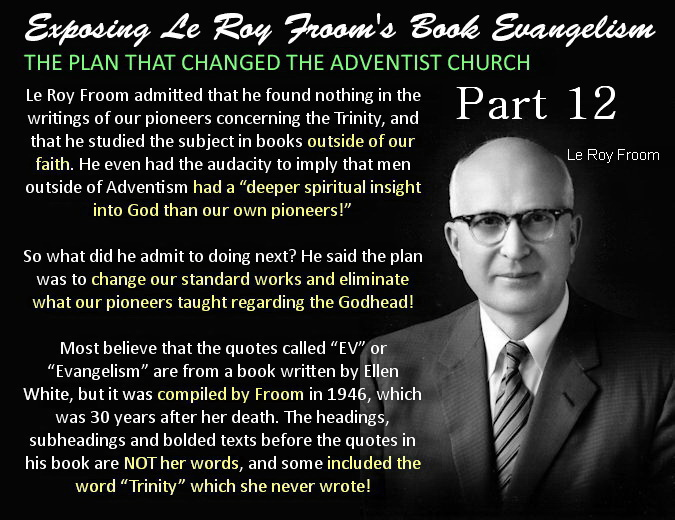 Exposing Le Roy Froom's Book Evangelism
THE PLAN THAT CHANGED THE ADVENTIST CHURCH
Le Roy Froom admitted that he found nothing in the
writings of our pioneers concerning the Trinity, and
that he studied the subject in books outside of our
faith. He even had the audacity to imply that men
outside of Adventism had a “deeper spiritual insight
into God than our own pioneers!”
So what did he admit to doing next? He said the plan
was to change our standard works and eliminate
what our pioneers taught regarding the Godhead!
Most believe that the quotes called “EV” or
“Evangelism” are from a book written by Ellen
White, but it was compiled by Froom in 1946, which
was 30 years after her death. The headings,
subheadings and bolded texts before the quotes in
his book are NOT her words, and some included the
word “Trinity” which she never wrote!
Part 12
Le Roy Froom